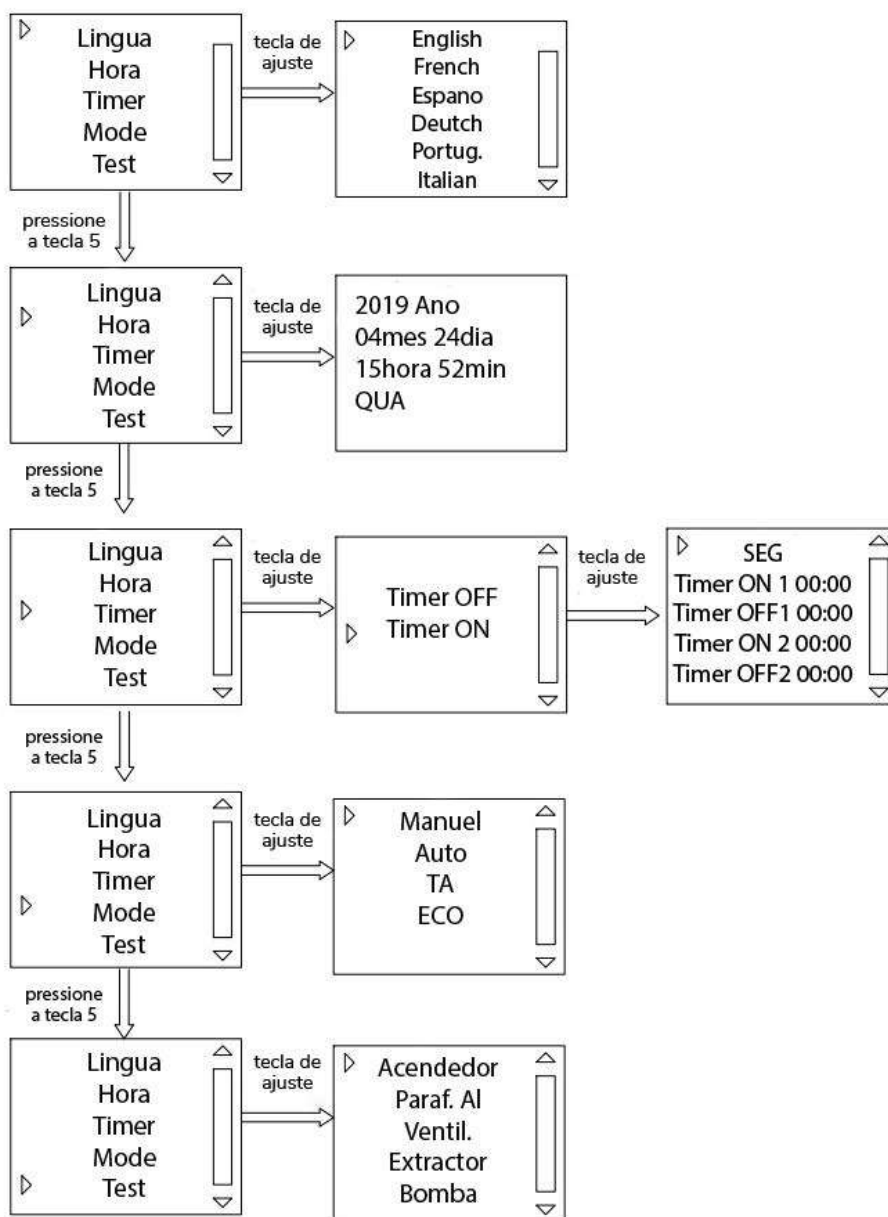 Lingua
Hora
Timer
Mode
Test
tecla de
ajuste
English
French
Espano
Deutch
Portug.
Italian
pressione
a tecla 5
Lingua
Hora
Timer
Mode
Test
tecla de
ajuste
2019 Ano
04mes 24dia
15hora 52min
QUA
pressione
a tecla 5
Lingua
Hora
Timer
Mode
Test
tecla de
ajuste
Timer OFF
Timer ON
tecla de
ajuste
SEG
Timer ON 1 00:00
Timer OFF1 00:00
Timer ON 2 00:00
Timer OFF2 00:00
pressione
a tecla 5
Lingua
Hora
Timer
Mode
Test
tecla de
ajuste
Manuel
Auto
TA
ECO
pressione
a tecla 5
Lingua
Hora
Timer
Mode
Test
tecla de
ajuste
Acendedor
Paraf. Al
Ventil.
Extractor
Bomba